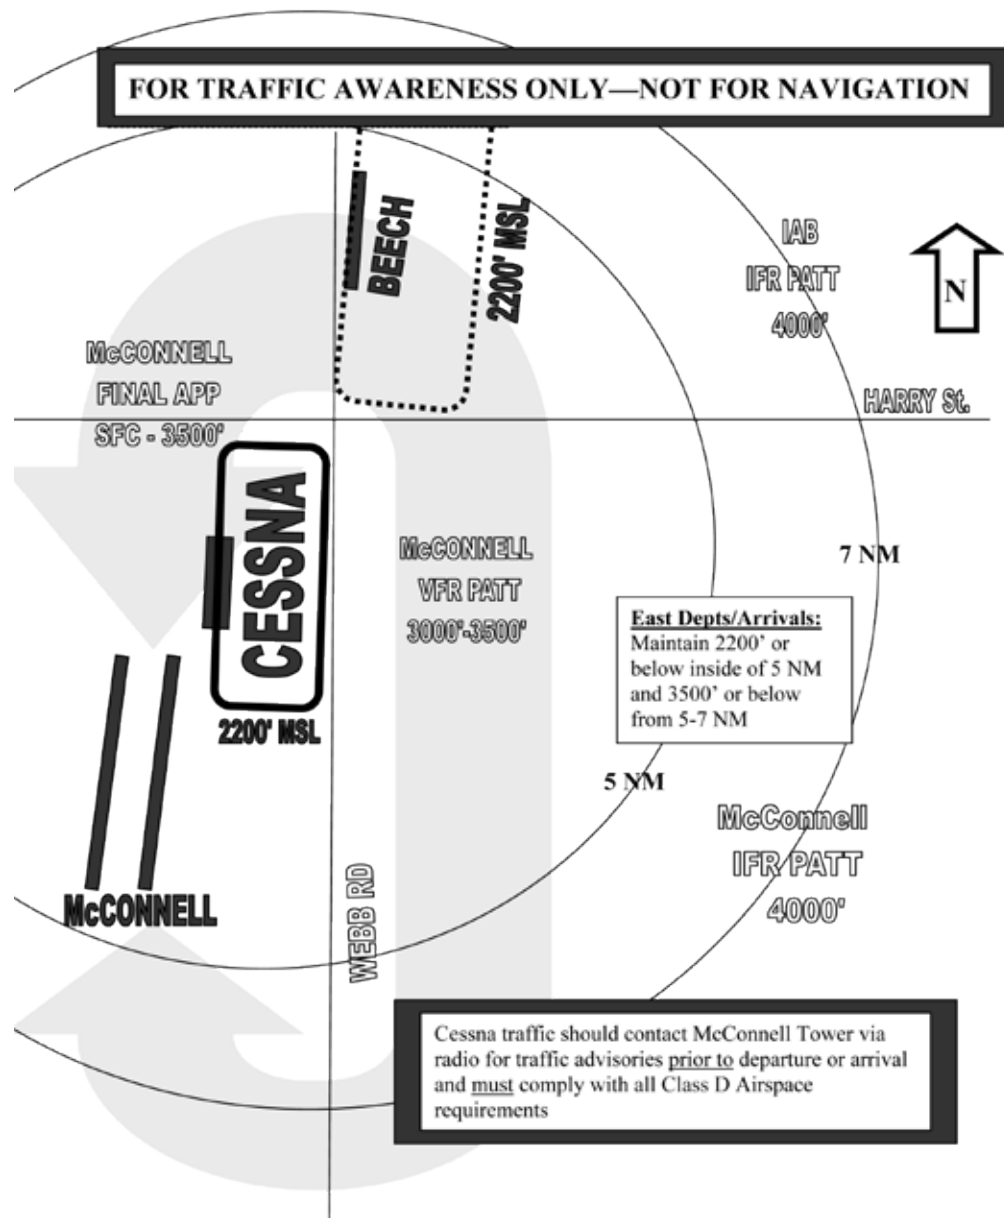 FOR TRAFFIC AWARENESS ONLY—NOT FOR NAVIGATION
BEECH
2200' MSL
IAB
IFR PATT
4000'
N
McCONNELL
FINAL APP
SFC - 3500'
HARRY St.
CESSNA
2200' MSL
McCONNELL
VFR PATT
3000'-3500'
7 NM
East Depts/Arrivals:
Maintain 2200’ or
below inside of 5 NM
and 3500’ or below
from 5-7 NM
5 NM
McConnell
IFR PATT
4000'
McCONNELL
WEBB RD
Cessna traffic should contact McConnell Tower via
radio for traffic advisories prior to departure or arrival
and must comply with all Class D Airspace
requirements